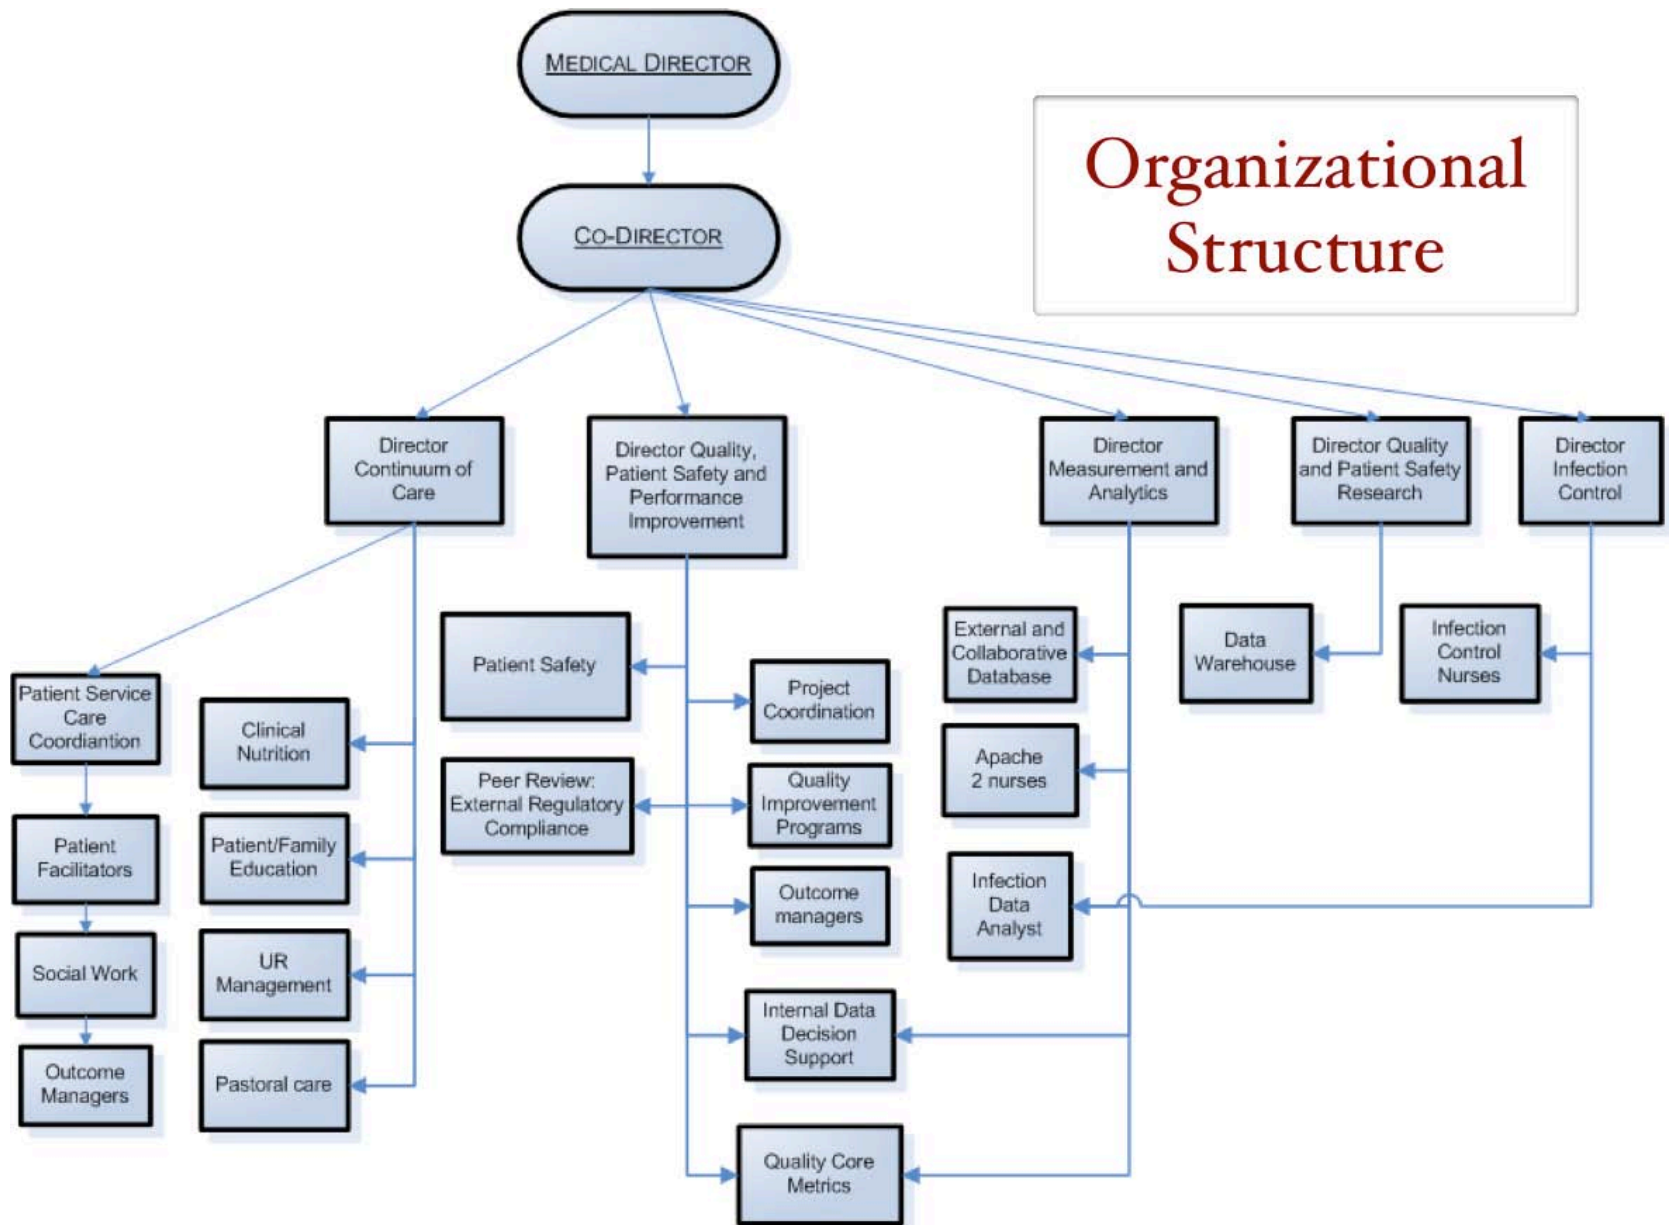 MEDICAL DIRECTOR
Organizational
Structure
CO-DIRECTOR
Director
Continuum of
Care
Director Quality,
Patient Safety and
Performance
Improvement
Director
Measurement and
Analytics
Director Quality
and Patient Safety
Research
Director
Infection
Control
Patient Service
Care
Coordiantion
Clinical
Nutrition
Patient Safety
Project
Coordination
External and
Collaborative
Database
Data
Warehouse
Infection
Control
Nurses
Patient
Facilitators
Patient/Family
Education
Peer Review:
External Regulatory
Compliance
Quality
Improvement
Programs
Apache
2 nurses
Social Work
UR
Management
Outcome
managers
Infection
Data
Analyst
Outcome
Managers
Pastoral care
Internal Data
Decision
Support
Quality Core
Metrics